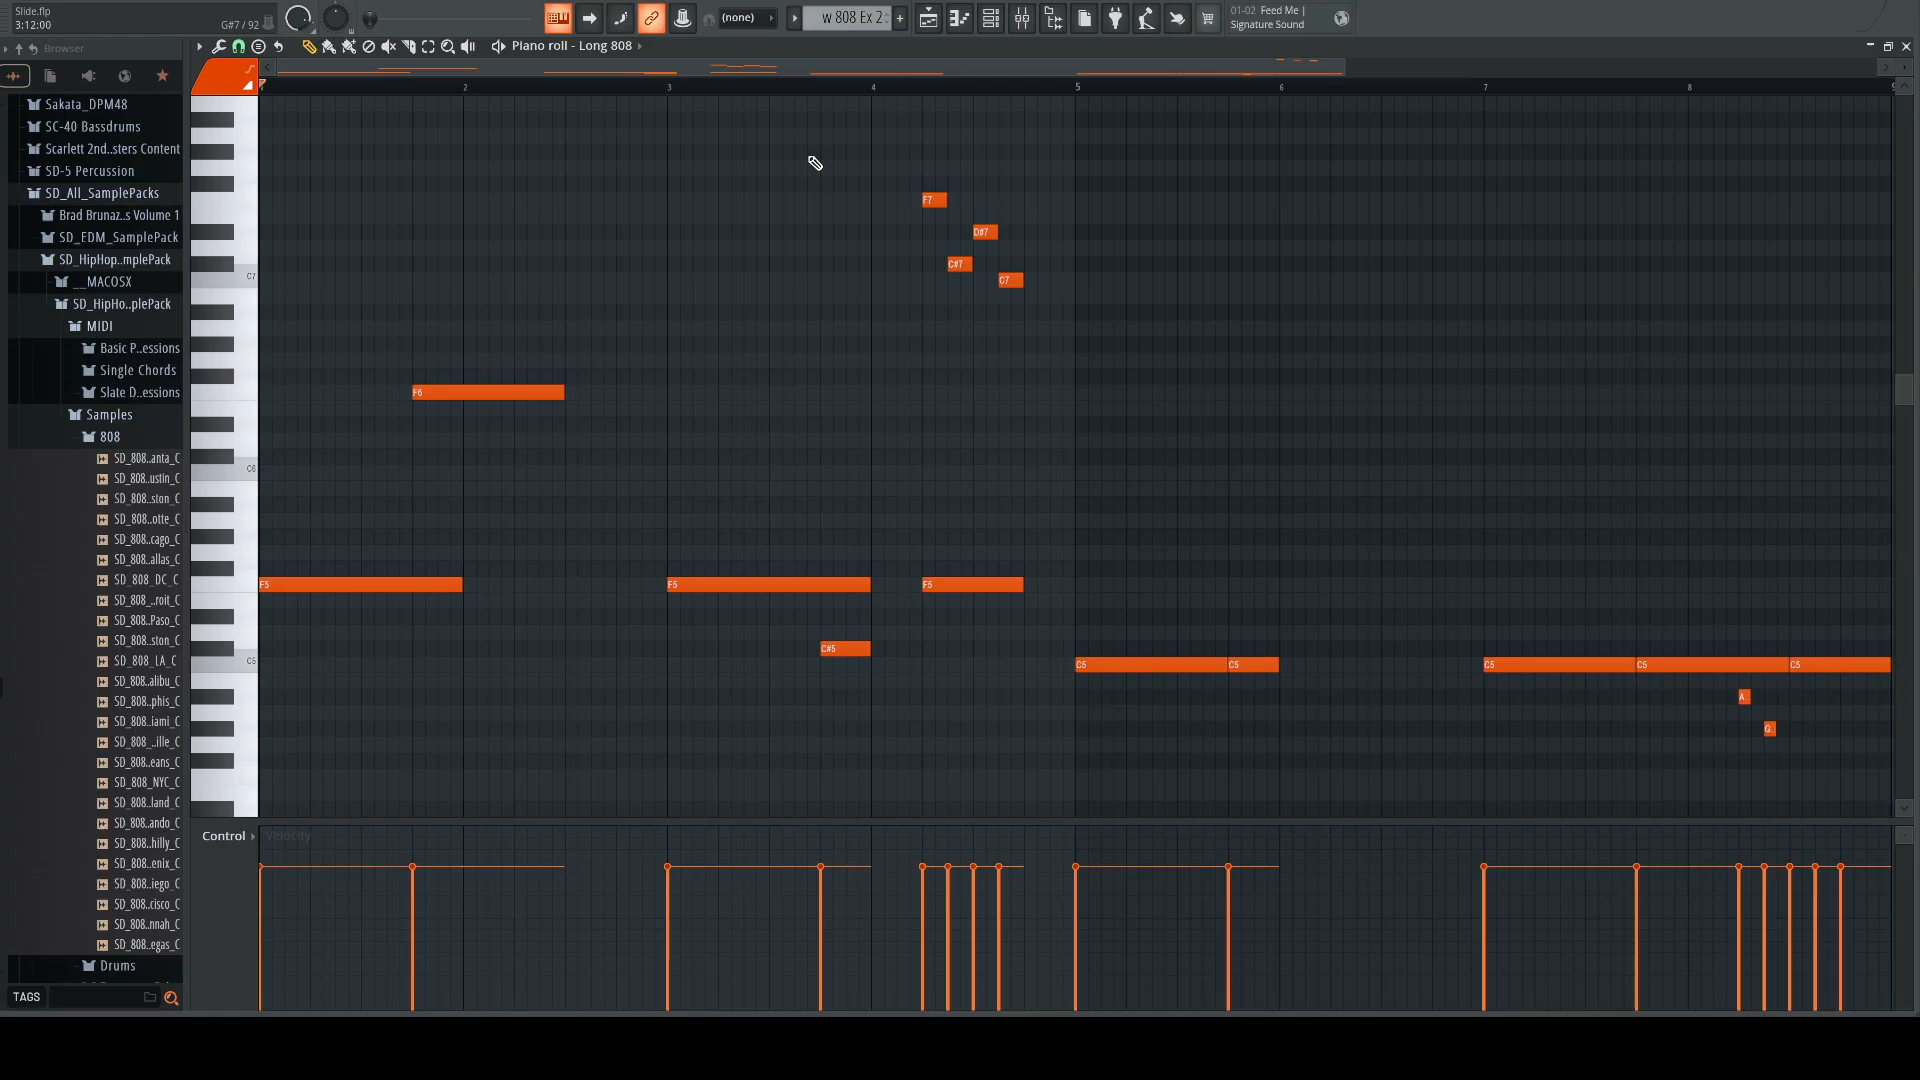 Slide.flp
3:12:00
G#7 / 92
(none)
w 808 Ex 2
01-02 Feed Me |
Signature Sound
Browser
Piano roll - Long 808
1 2 3 4 5 6 7 8 9
Sakata_DPM48
SC-40 Bassdrums
Scarlett 2nd..sters Content
SD-5 Percussion
SD_All_SamplePacks
Brad Brunaz..s Volume 1
SD_EDM_SamplePack
SD_HipHop..mplePack
__MACOSX
SD_HipHo..plePack
MIDI
Basic P..essions
Single Chords
Slate D..essions
Samples
808
SD_808..anta_C
SD_808..ustin_C
SD_808..ston_C
SD_808..otte_C
SD_808..cago_C
SD_808..allas_C
SD_808_DC_C
SD_808_..roit_C
SD_808..Paso_C
SD_808..ston_C
SD_808_LA_C
SD_808..alibu_C
SD_808..phis_C
SD_808..iami_C
SD_808..ille_C
SD_808..eans_C
SD_808_NYC_C
SD_808..land_C
SD_808..ando_C
SD_808..hilly_C
SD_808..enix_C
SD_808..iego_C
SD_808..cisco_C
SD_808..nnah_C
SD_808..egas_C
Drums
TAGS
F7
D#7
C#7
C7 C7
F6
C6
F5 F5 F5
C#5
C5 C5 C5 C5 C5 C5
A
G.
Control Velocity